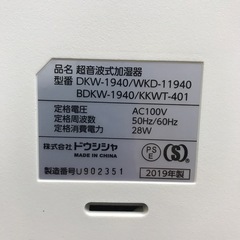 品名 超音波式加湿器
型番 DKW-1940/WKD-11940
BDKW-1940/KKWT-401
定格電圧 AC100V
周波数 50Hz/60Hz
定格消費電力 28W
株式会社ドウシシャ
MADE IN CHINA
PS
E
S
製造番号 U902351
2019年製